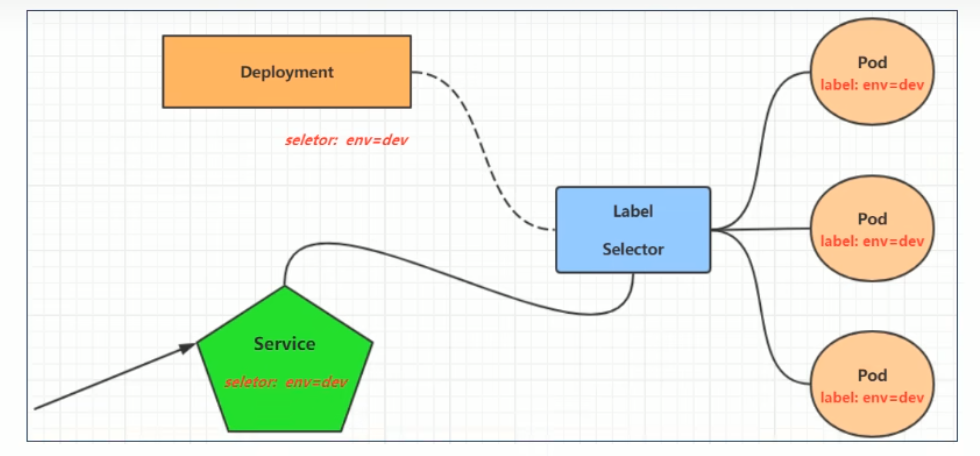 Deployment
seletor: env=dev
Label
Selector
Service
seletor: env=dev
Pod
label: env=dev
Pod
label: env=dev
Pod
label: env=dev